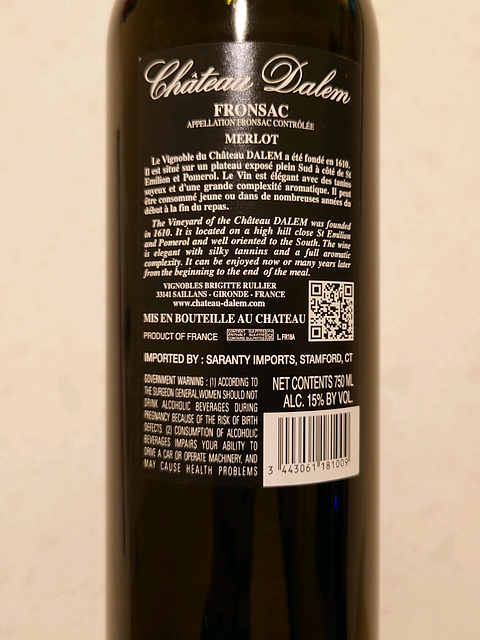 Château Dalem
FRONSAC
APPELLATION FRONSAC CONTRÔLÉE
MERLOT
Le Vignoble du Château DALEM a été fondé en 1610.
Il est situé sur un plateau exposé plein Sud à côté de St
Emilion et Pomerol. Le Vin est élégant avec des tanins
soyeux et d'une grande complexité aromatique. Il peut
être consommé jeune ou dans de nombreuses années du
début à la fin du repas.
The Vineyard of the Château DALEM was founded
in 1610. It is located on a high hill close St Emilion
and Pomerol and well oriented to the South. The wine
is elegant with silky tannins and a full aromatic
complexity. It can be enjoyed now or many years later
from the beginning to the end of the meal.
VIGNOBLES BRIGITTE RULLIER
33141 SAILLANS - GIRONDE - FRANCE
www.chateau-dalem.com
MIS EN BOUTEILLE AU CHATEAU
PRODUCT OF FRANCE
L.FR18A
IMPORTED BY : SARANTY IMPORTS, STAMFORD, CT
GOVERNMENT WARNING : (1) ACCORDING TO
THE SURGEON GENERAL,WOMEN SHOULD NOT
DRINK ALCOHOLIC BEVERAGES DURING
PREGNANCY BECAUSE OF THE RISK OF BIRTH
DEFECTS. (2) CONSUMPTION OF ALCOHOLIC
BEVERAGES IMPAIRS YOUR ABILITY TO
DRIVE A CAR OR OPERATE MACHINERY, AND
MAY CAUSE HEALTH PROBLEMS
NET CONTENTS 750 ML
ALC. 15% BY VOL.
3 443061 181009